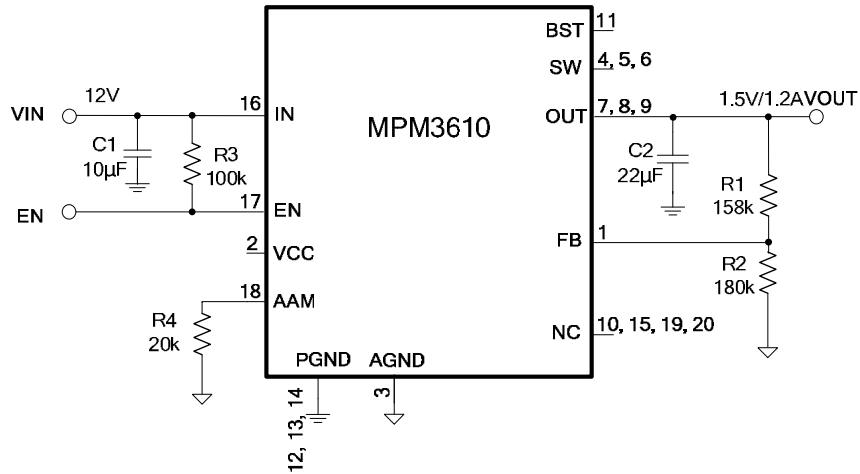 BST
11
SW
4, 5, 6
VIN
12V
16
IN
MPM3610
OUT
7, 8, 9
1.5V/1.2A
VOUT
C1
10µF
R3
100k
C2
22µF
R1
158k
EN
17
EN
2
VCC
FB
1
R2
180k
18
AAM
R4
20k
NC
10, 15, 19, 20
PGND
AGND
12, 13, 14
3